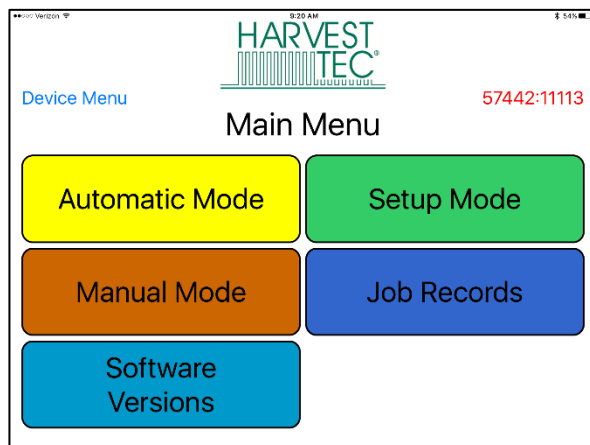 Verizon 9:20 AM 54%
HARVEST
TEC®
Device Menu 57442:11113
Main Menu
Automatic Mode Setup Mode
Manual Mode Job Records
Software
Versions